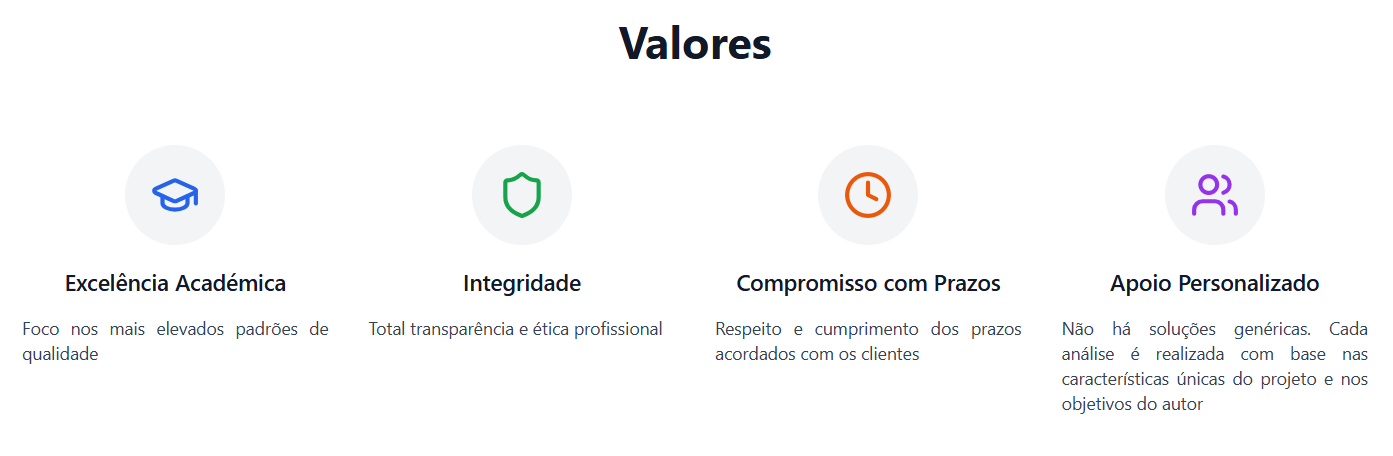 Valores
Excelência Académica
Foco nos mais elevados padrões de
qualidade
Integridade
Total transparência e ética profissional
Compromisso com Prazos
Respeito e cumprimento dos prazos
acordados com os clientes
Apoio Personalizado
Não há soluções genéricas. Cada
análise é realizada com base nas
características únicas do projeto e nos
objetivos do autor